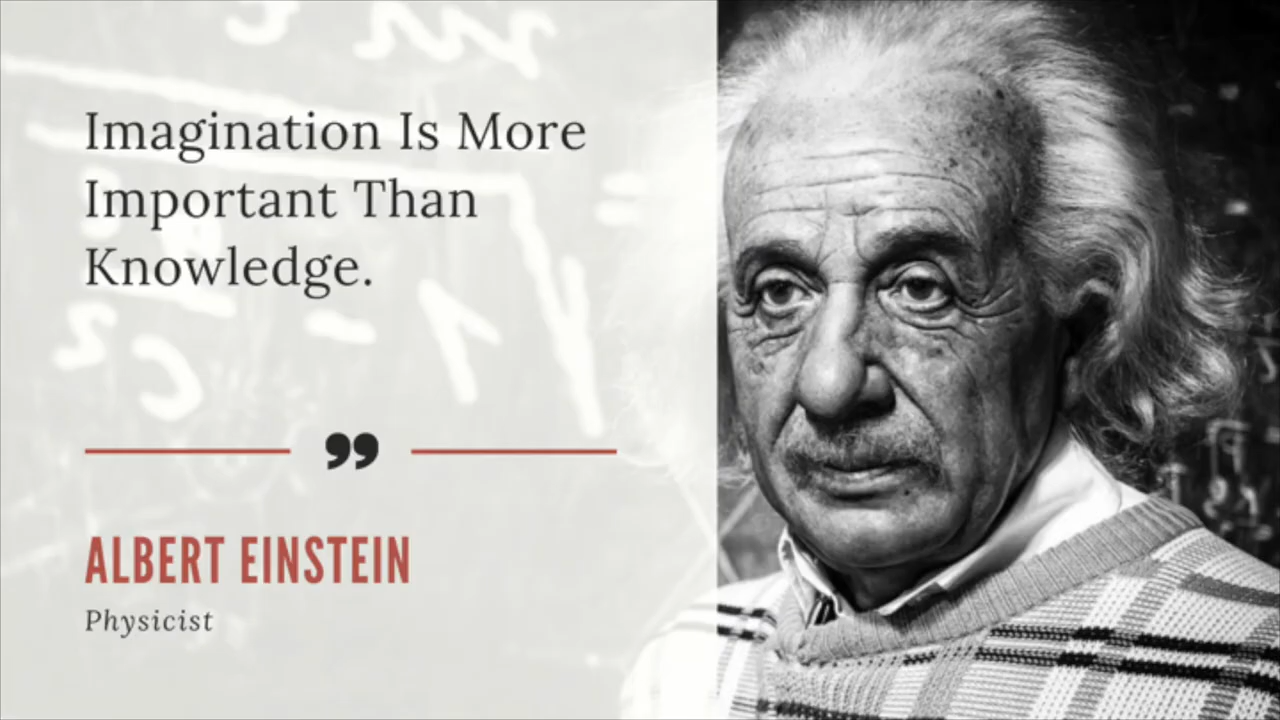 Imagination Is More
Important Than
Knowledge.
”
ALBERT EINSTEIN
Physicist